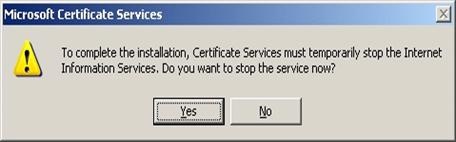 Microsoft Certificate Services
To complete the installation, Certificate Services must temporarily stop the Internet
Information Services. Do you want to stop the service now?
Yes
No